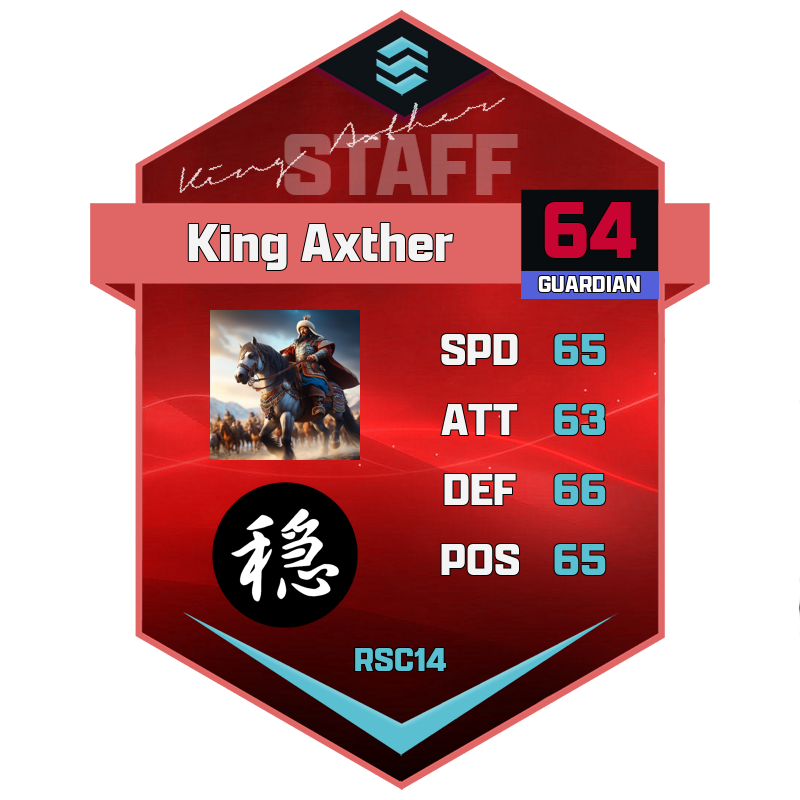 STAFF
King Axther
King Axther
64
GUARDIAN
SPD 65
ATT 63
DEF 66
POS 65
稳
RSC14